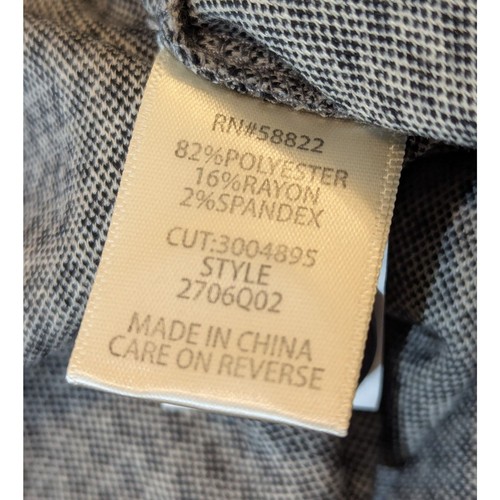 RN#58822
82%POLYESTER
16%RAYON
2%SPANDEX
CUT:3004895
STYLE
2706Q02
MADE IN CHINA
CARE ON REVERSE